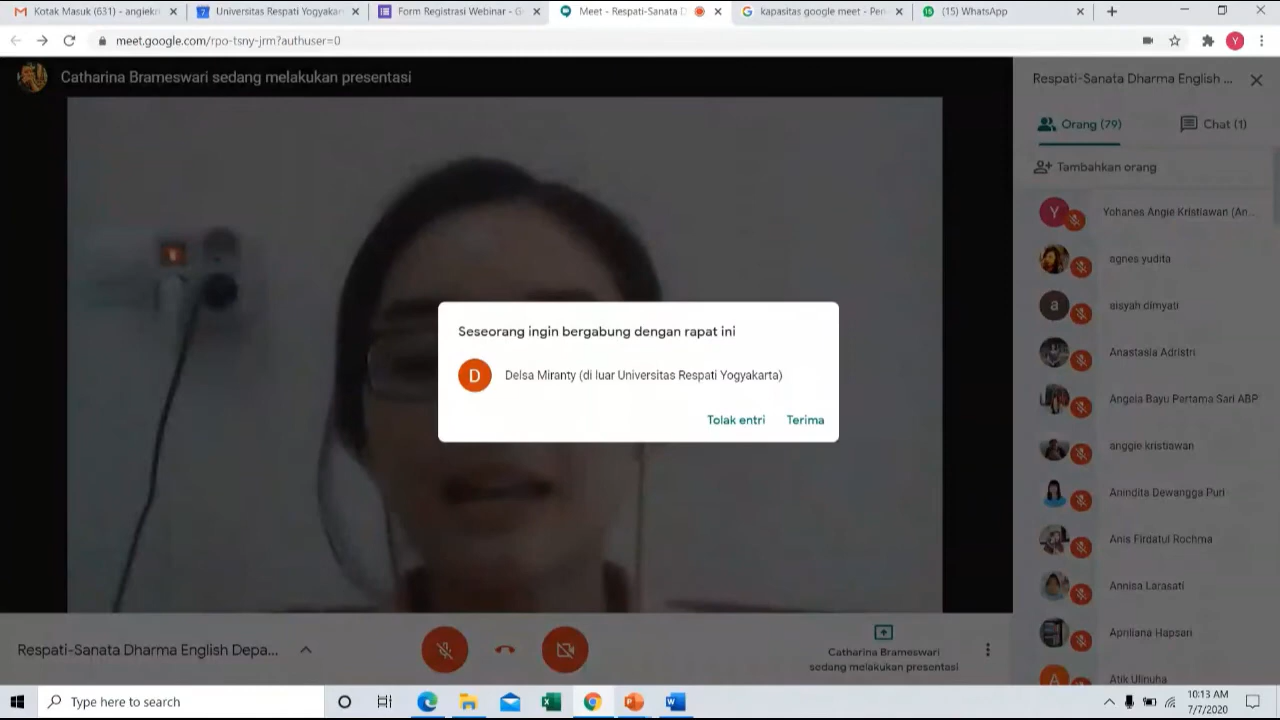 Kotak Masuk (631) - angiekr
Universitas Respati Yogyakar
Form Registrasi Webinar - G
Meet - Respati-Sanata D
kapasitas google meet - Pen
(15) WhatsApp
meet.google.com/rpo-tsny-jrm?authuser=0
Y
Catharina Brameswari sedang melakukan presentasi
Respati-Sanata Dharma English ...
Orang (79)
Chat (1)
Tambahkan orang
Y
Yohanes Angie Kristiawan (An...
agnes yudita
a
aisyah dimyati
Anastasia Adristri
Angela Bayu Pertama Sari ABP
anggie kristiawan
Anindita Dewangga Puri
Anis Firdatul Rochma
Annisa Larasati
Apriliana Hapsari
A
Atik Ulinuha
Seseorang ingin bergabung dengan rapat ini
D
Delsa Miranty (di luar Universitas Respati Yogyakarta)
Tolak entri
Terima
Respati-Sanata Dharma English Depa...
Catharina Brameswari
sedang melakukan presentasi
Type here to search
10:13 AM
7/7/2020